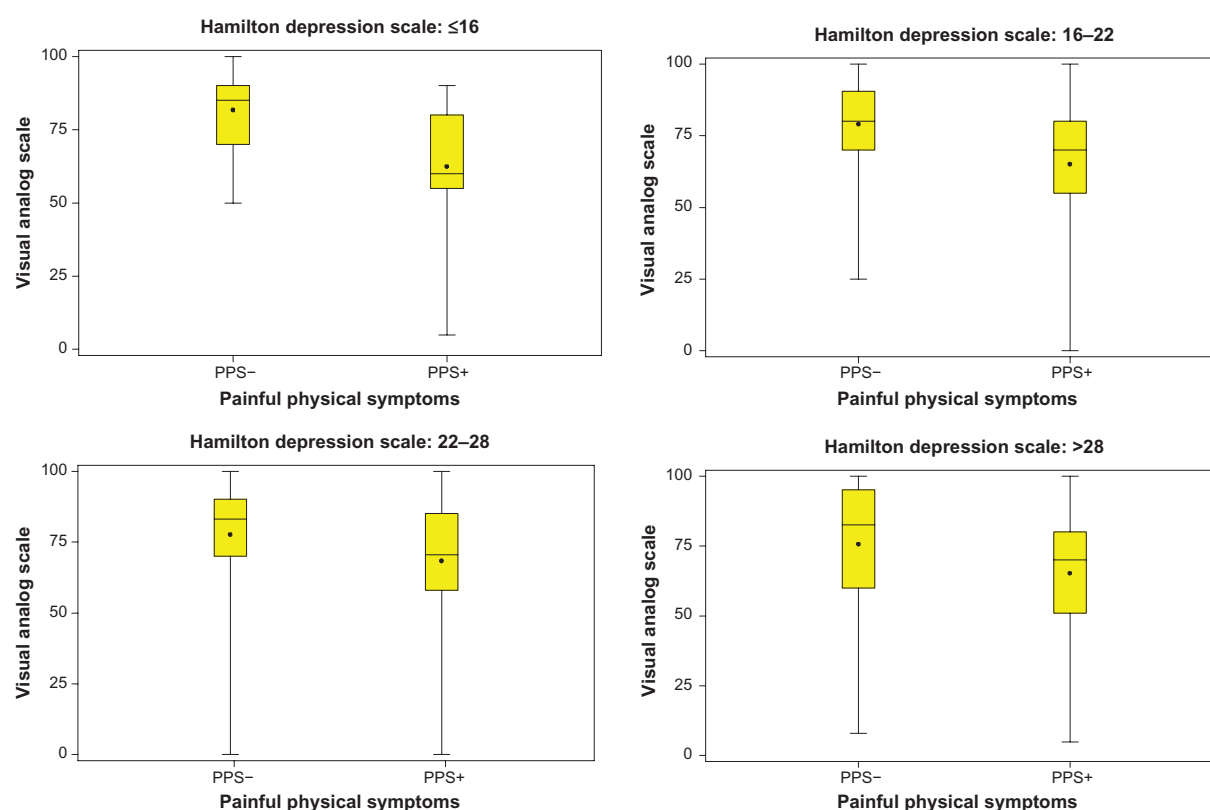 Hamilton depression scale: ≤16
Visual analog scale
100
75
50
25
0
PPS−
PPS+
Painful physical symptoms
Hamilton depression scale: 16–22
Visual analog scale
100
75
50
25
0
PPS−
PPS+
Painful physical symptoms
Hamilton depression scale: 22–28
Visual analog scale
100
75
50
25
0
PPS−
PPS+
Painful physical symptoms
Hamilton depression scale: >28
Visual analog scale
100
75
50
25
0
PPS−
PPS+
Painful physical symptoms